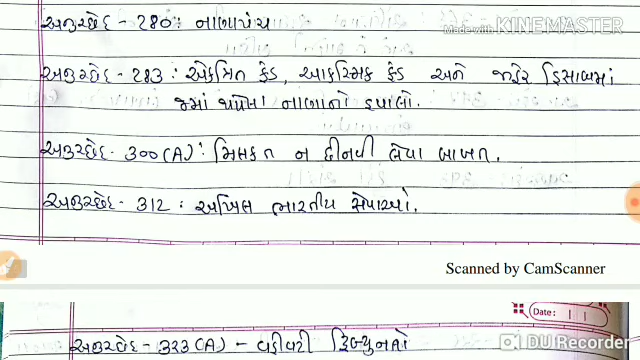 Made with KINEMASTER
અનુચ્છેદ - 280: નાણાપંચ
અનુચ્છેદ - 283: એકત્રિત ફંડ, આકસ્મિક ફંડ અને જાહેર હિસાબમાં
જમાં થયેલા નાણાનો હવાલો.
અનુચ્છેદ - 300(A): મિલકત ન છીનવી લેવા બાબત.
અનુચ્છેદ - 312: અખિલ ભારતીય સેવાઓ.
Scanned by CamScanner
Date:
અનુચ્છેદ - 323(A) - વહીવટી ટ્રિબ્યુનલો
DU Recorder